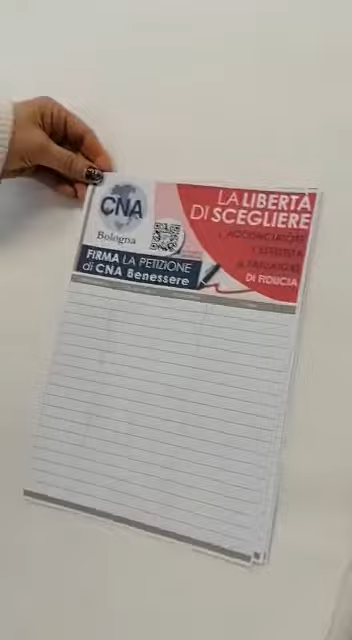 CNA
Bologna
FIRMA LA PETIZIONE
di CNA Benessere
LA LIBERTÀ
DI SCEGLIERE
L'ACCONCIATORE
L'ESTETISTA
DI FIDUCIA